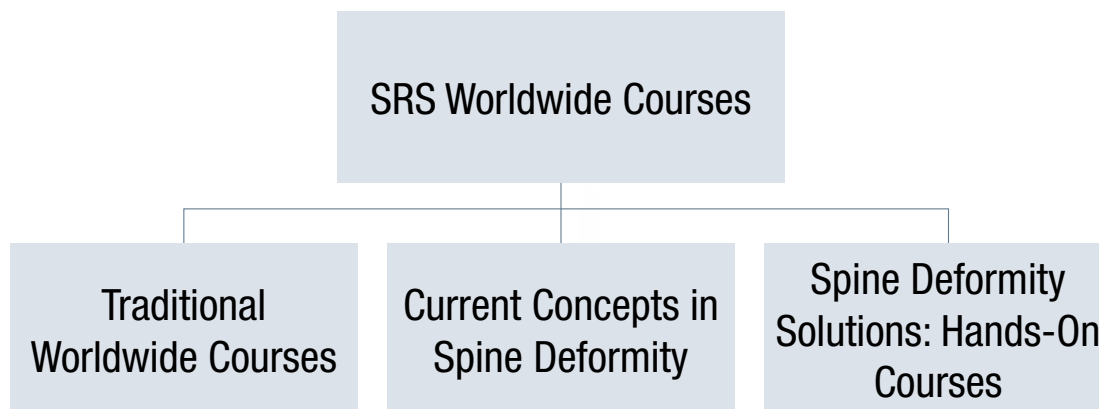 SRS Worldwide Courses
Traditional
Worldwide Courses
Current Concepts in
Spine Deformity
Spine Deformity
Solutions: Hands-On
Courses